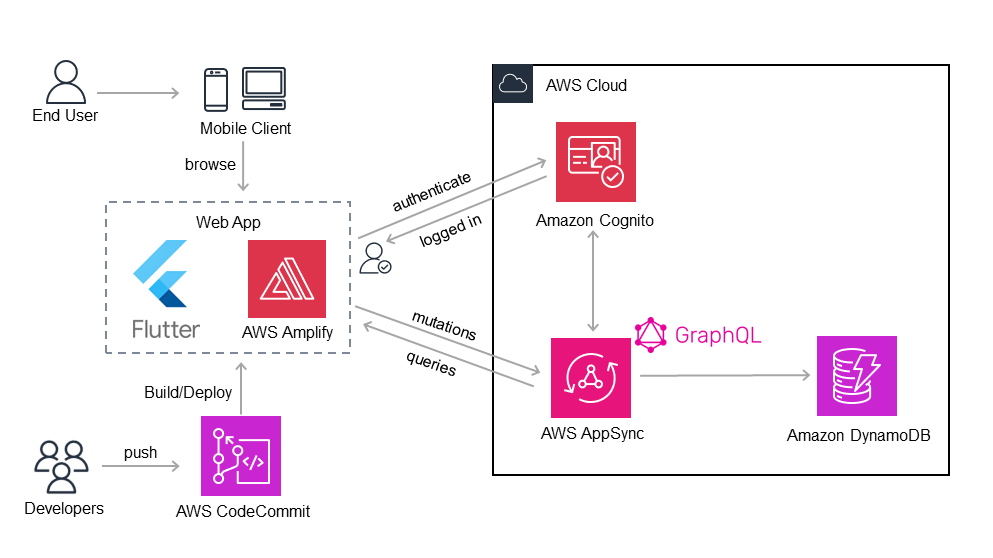 End User
Mobile Client
browse
Web App
Flutter
AWS Amplify
Build/Deploy
Developers
push
AWS CodeCommit
authenticate
logged in
mutations
queries
AWS Cloud
Amazon Cognito
GraphQL
AWS AppSync
Amazon DynamoDB